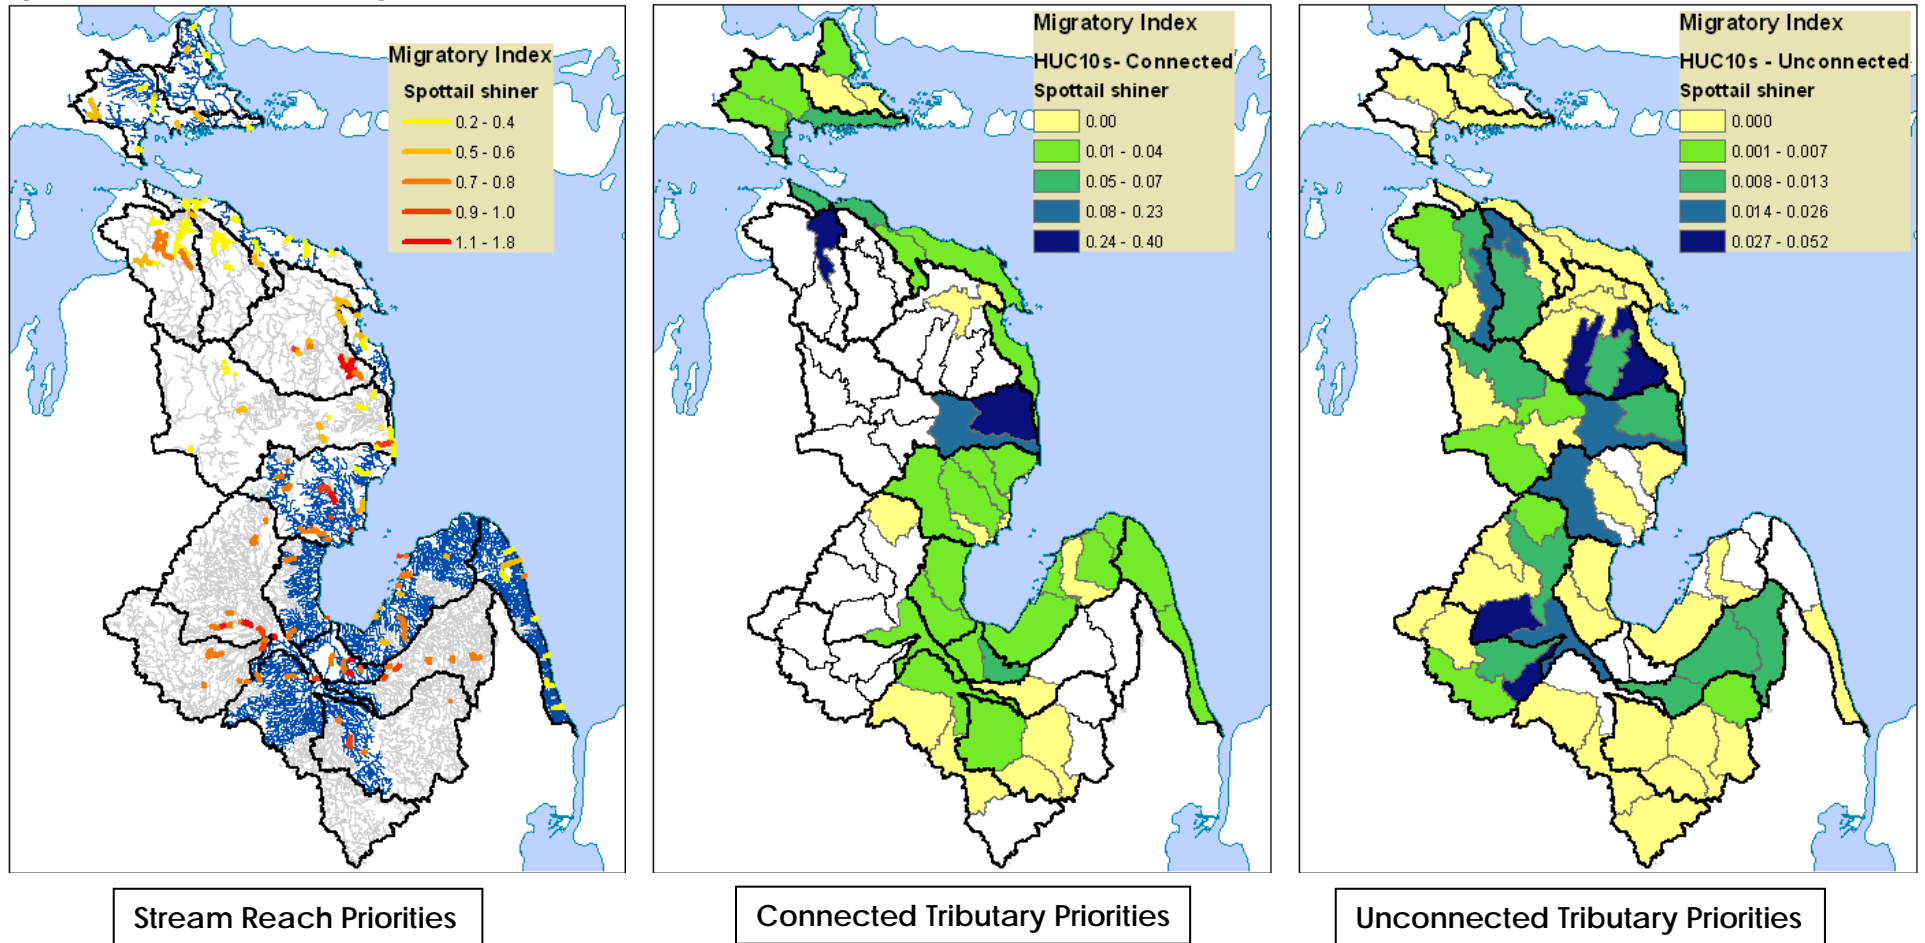 Migratory Index
Spottail shiner
0.2 - 0.4
0.5 - 0.6
0.7 - 0.8
0.9 - 1.0
1.1 - 1.8
Stream Reach Priorities
Migratory Index
HUC10s- Connected
Spottail shiner
0.00
0.01 - 0.04
0.05 - 0.07
0.08 - 0.23
0.24 - 0.40
Connected Tributary Priorities
Migratory Index
HUC10s - Unconnected
Spottail shiner
0.000
0.001 - 0.007
0.008 - 0.013
0.014 - 0.026
0.027 - 0.052
Unconnected Tributary Priorities